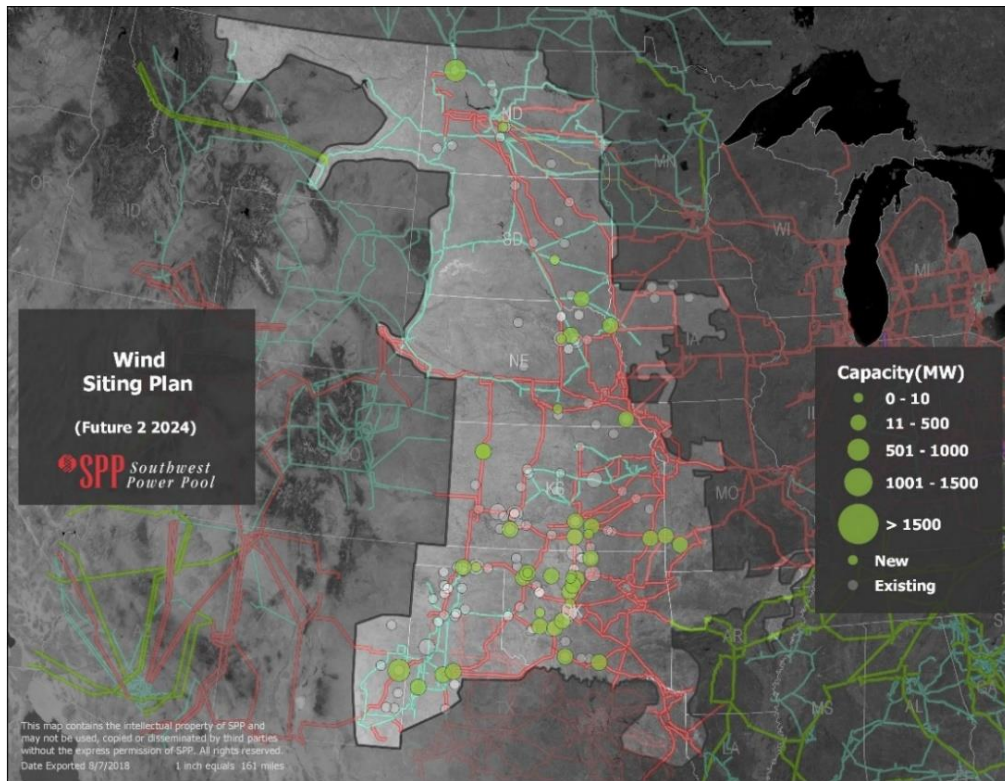 Wind
Siting Plan
(Future 2 2024)
SPP Southwest
Power Pool
Capacity(MW)
0 - 10
11 - 500
501 - 1000
1001 - 1500
> 1500
New
Existing
ND
MN
OR
ID
SD
WI
MI
NE
IA
KS
MO
OK
AR
MS
AL
LA
This map contains the intellectual property of SPP and
may not be used, copied or disseminated by third parties
without the express permission of SPP. All rights reserved.
Date Exported 8/7/2018 1 inch equals 161 miles